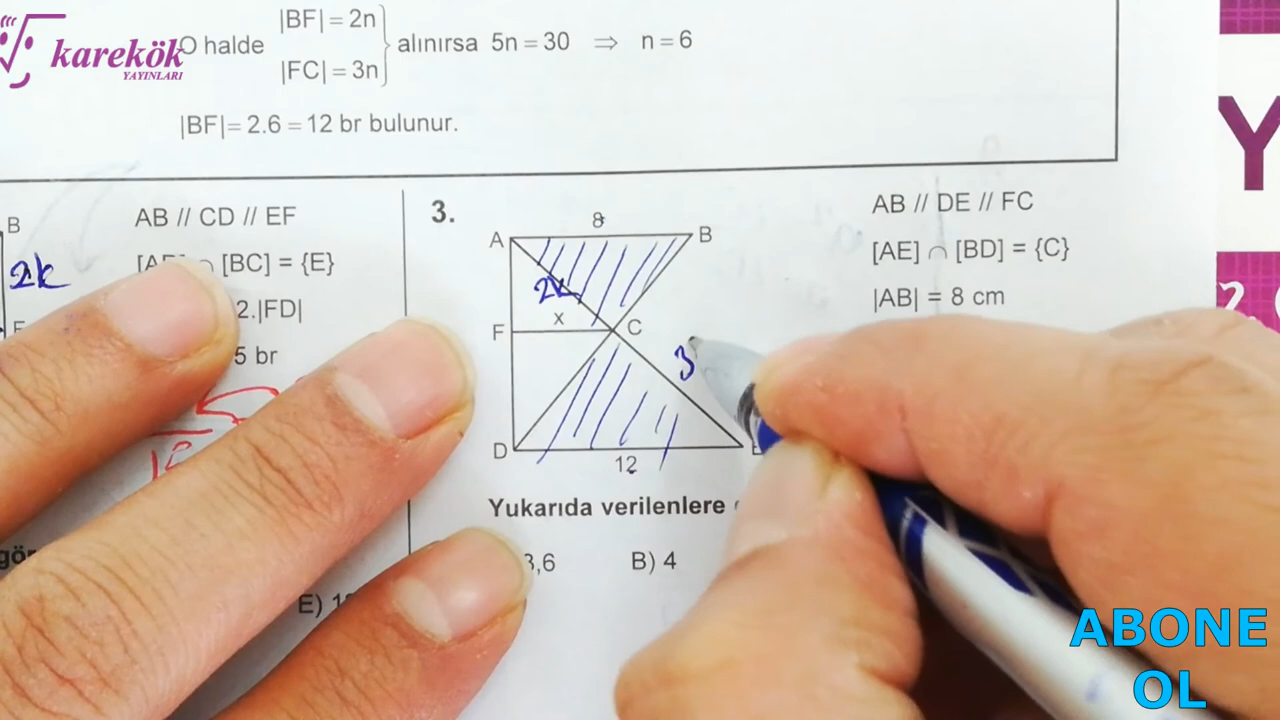 karekök
YAYINLARI
O halde |BF| = 2n
|FC| = 3n
alınırsa 5n = 30 ⇒ n = 6
|BF| = 2.6 = 12 br bulunur.
B
2k
AB // CD // EF
∩ [BC] = {E}
2.|FD|
5 br
E)
3.
8
A
B
2k
x
F
C
3
D
12
AB // DE // FC
[AE] ∩ [BD] = {C}
|AB| = 8 cm
Yukarıda verilenlere
3,6
B) 4
Y
ABONE
OL